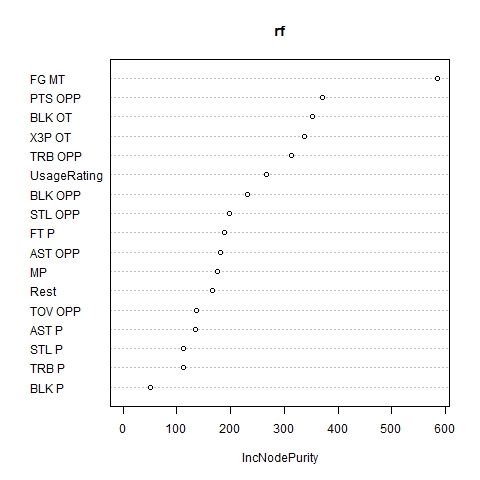 rf
FG MT
PTS OPP
BLK OT
X3P OT
TRB OPP
UsageRating
BLK OPP
STL OPP
FT P
AST OPP
MP
Rest
TOV OPP
AST P
STL P
TRB P
BLK P
0 100 200 300 400 500 600
IncNodePurity